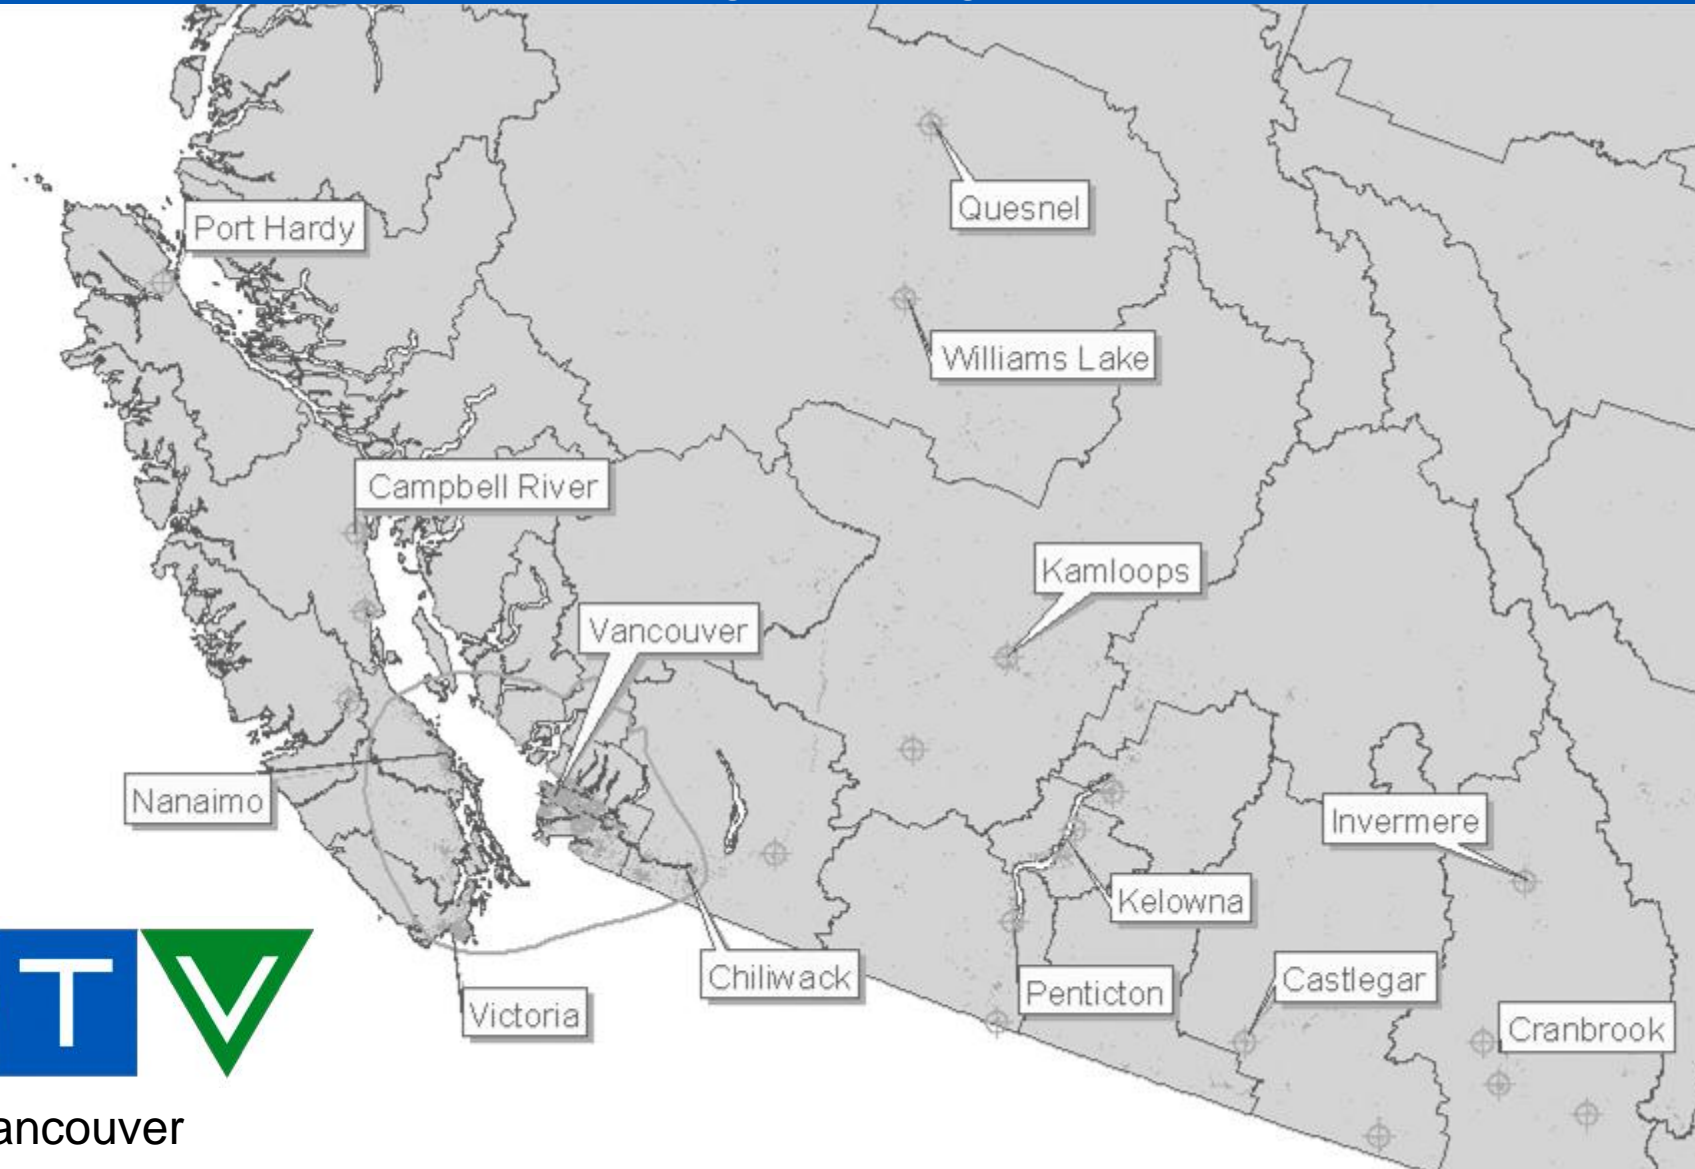 Quesnel
Port Hardy
Williams Lake
Campbell River
Kamloops
Vancouver
Nanaimo
Invermere
Kelowna
Chiliwack
Castlegar
Penticton
Victoria
Cranbrook
T V
ancouver